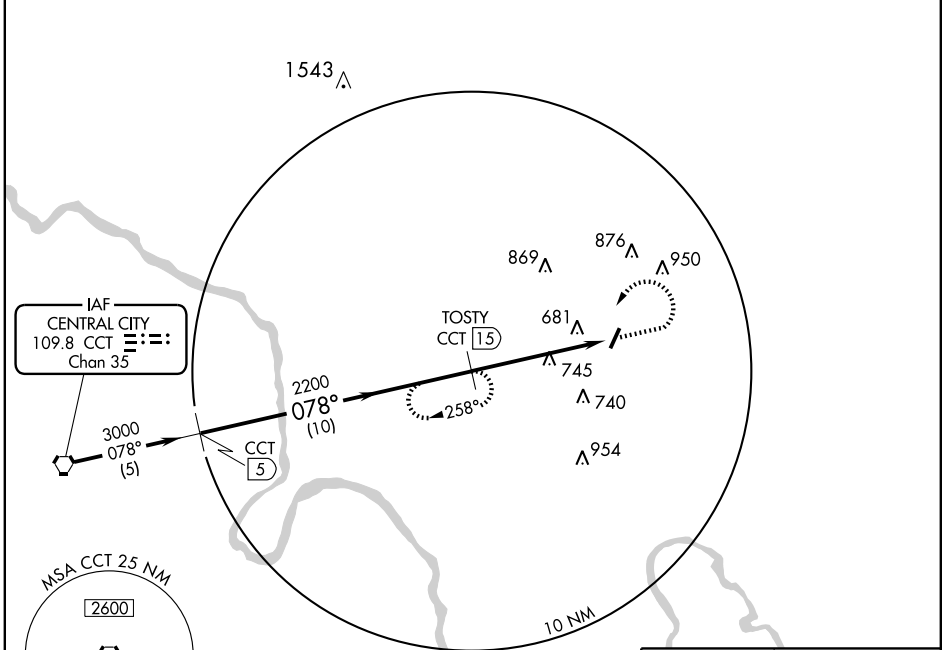 1543
869
876
950
IAF
CENTRAL CITY
109.8 CCT
Chan 35
TOSTY
CCT 15
681
745
740
954
2200
078°
(10)
258°
3000
078°
(5)
CCT
5
MSA CCT 25 NM
2600
10 NM